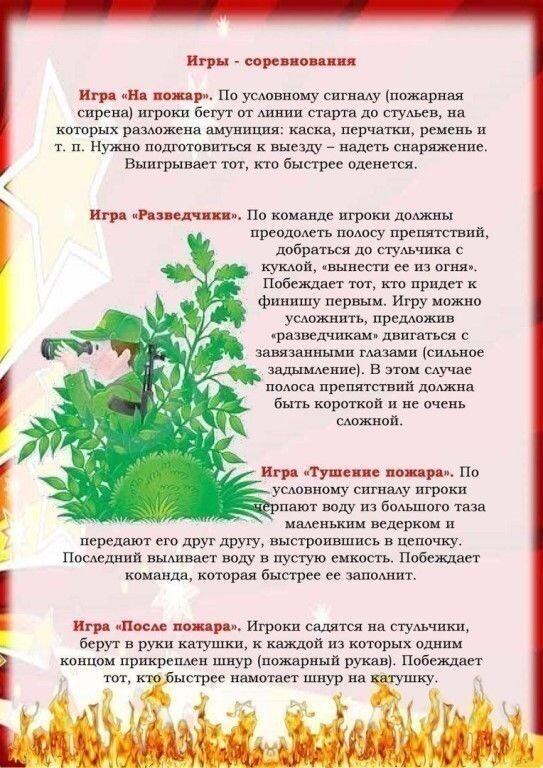 Игры - соревнования
Игра «На пожар». По условному сигналу (пожарная
сирена) игроки бегут от линии старта до стульев, на
которых разложена амуниция: каска, перчатки, ремень и
т. п. Нужно подготовиться к выезду – надеть снаряжение.
Выигрывает тот, кто быстрее оденется.
Игра «Разведчики». По команде игроки должны
преодолеть полосу препятствий,
добраться до стульчика с
куклой, «вынести ее из огня».
Побеждает тот, кто придет к
финишу первым. Игру можно
усложнить, предложив
«разведчикам» двигаться с
завязанными глазами (сильное
задымление). В этом случае
полоса препятствий должна
быть короткой и не очень
сложной.
Игра «Тушение пожара». По
условному сигналу игроки
черпают воду из большого таза
маленьким ведерком и
передают его друг другу, выстроившись в цепочку.
Последний выливает воду в пустую емкость. Побеждает
команда, которая быстрее ее заполнит.
Игра «После пожара». Игроки садятся на стульчики,
берут в руки катушки, к каждой из которых одним
концом прикреплен шнур (пожарный рукав). Побеждает
тот, кто быстрее намотает шнур на катушку.